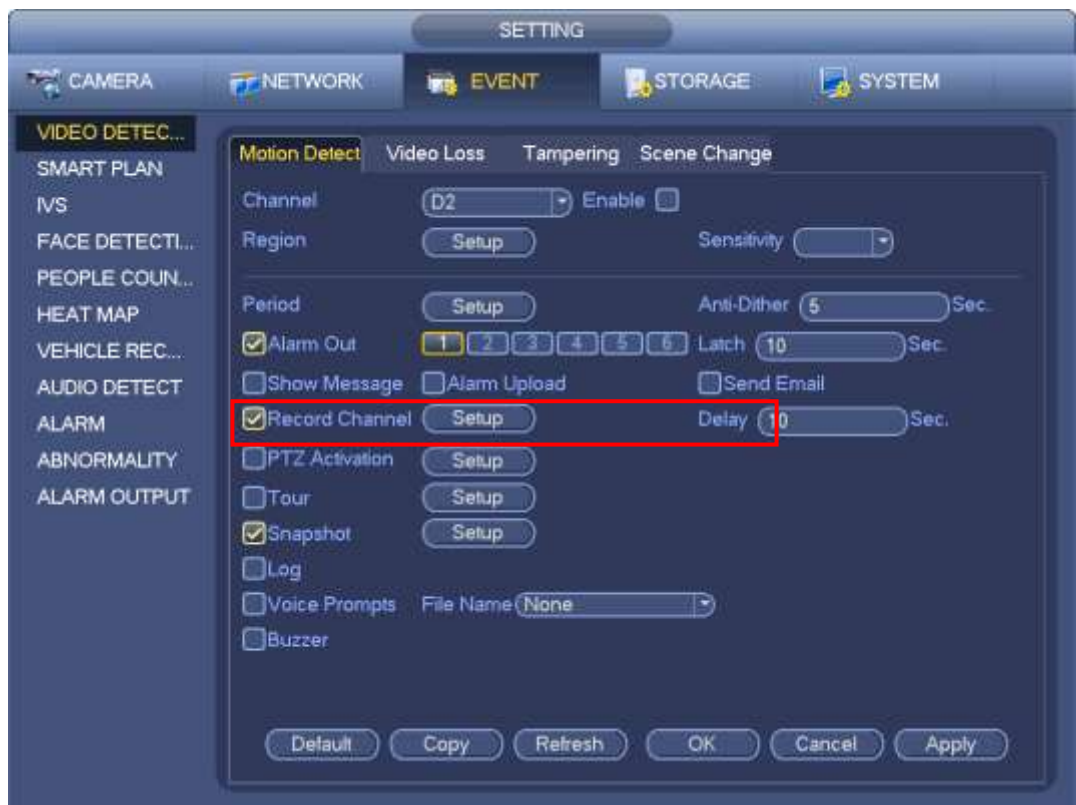 SETTING
CAMERA NETWORK EVENT STORAGE SYSTEM
VIDEO DETEC...
SMART PLAN
IVS
FACE DETECTI...
PEOPLE COUN...
HEAT MAP
VEHICLE REC...
AUDIO DETECT
ALARM
ABNORMALITY
ALARM OUTPUT
Motion Detect Video Loss Tampering Scene Change
Channel D2 Enable
Region Setup Sensitivity
Period Setup Anti-Dither 5 Sec.
Alarm Out 1 2 3 4 5 6 Latch 10 Sec.
Show Message Alarm Upload Send Email
Record Channel Setup Delay 10 Sec.
PTZ Activation Setup
Tour Setup
Snapshot Setup
Log
Voice Prompts File Name None
Buzzer
Default Copy Refresh OK Cancel Apply